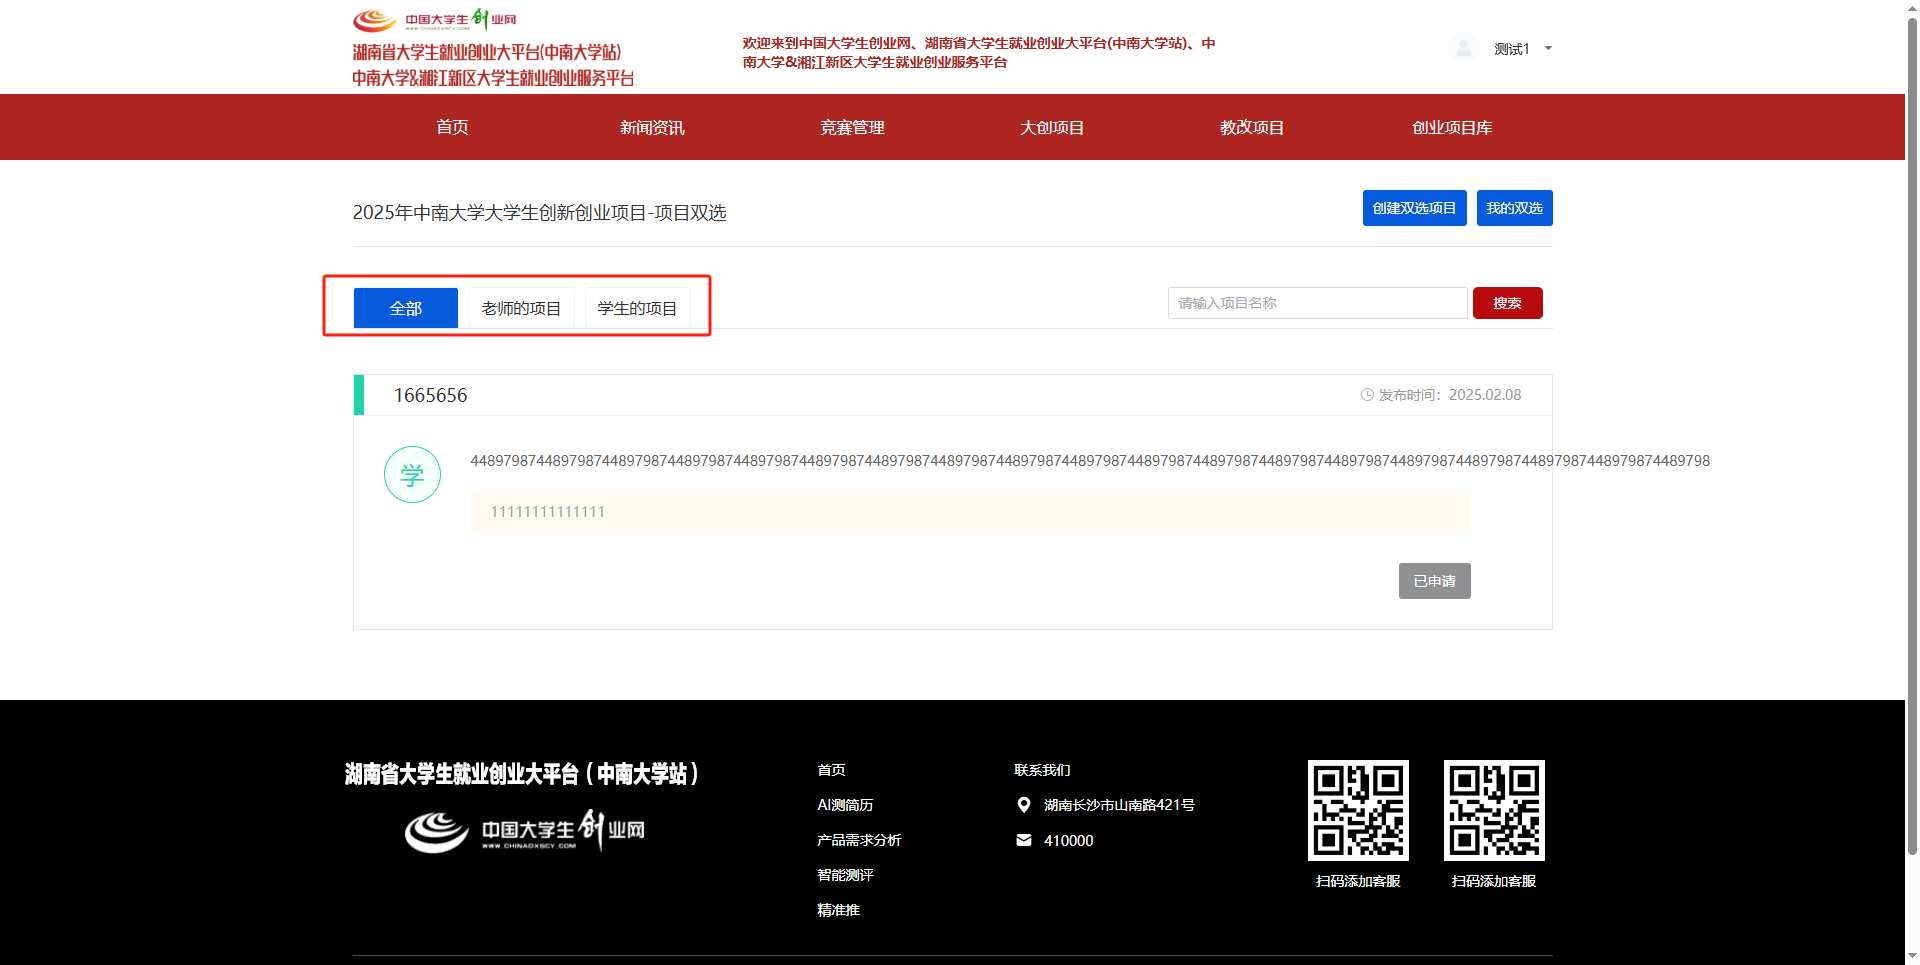 中国大学生创业网
WWW.CHINADXSCY.COM
湖南省大学生就业创业大平台(中南大学站)
中南大学&湘江新区大学生就业创业服务平台
欢迎来到中国大学生创业网、湖南省大学生就业创业大平台(中南大学站)、中
南大学&湘江新区大学生就业创业服务平台
测试1
首页 新闻资讯 竞赛管理 大创项目 教改项目 创业项目库
2025年中南大学大学生创新创业项目-项目双选
创建双选项目 我的双选
全部 老师的项目 学生的项目
请输入项目名称 搜索
1665656
发布时间：2025.02.08
学
4489798744897987448979874489798744897987448979874489798744897987448979874489798744897987448979874489798744897987448979874489798744897987448979874489798
11111111111111
已申请
湖南省大学生就业创业大平台（中南大学站）
中国大学生创业网
WWW.CHINADXSCY.COM
首页
AI测简历
产品需求分析
智能测评
精准推
联系我们
湖南长沙市山南路421号
410000
扫码添加客服
扫码添加客服